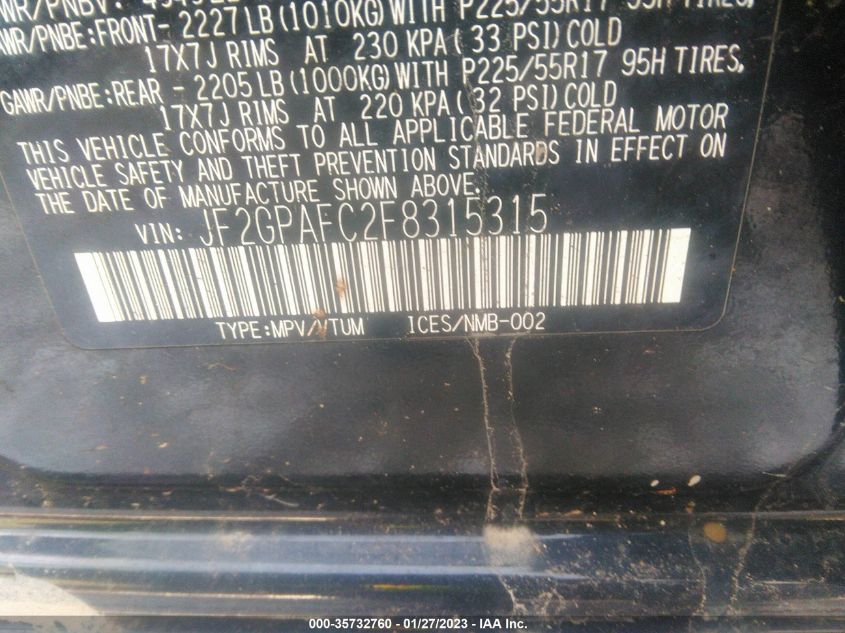 WR/PNBE:FRONT- 2227 LB(1010KG)WITH P225/55R17 95H TIRES,
17X7J RIMS AT 230 KPA(33 PSI)COLD
GAWR/PNBE:REAR - 2205LB(1000KG)WITH P225/55R17 95H TIRES,
17X7J RIMS AT 220 KPA(32 PSI)COLD
THIS VEHICLE CONFORMS TO ALL APPLICABLE FEDERAL MOTOR
VEHICLE SAFETY AND THEFT PREVENTION STANDARDS IN EFFECT ON
THE DATE OF MANUFACTURE SHOWN ABOVE.
VIN: JF2GPAFC2F8315315
TYPE:MPV/VTUM ICES/NMB-002
000-35732760 - 01/27/2023 - IAA Inc.